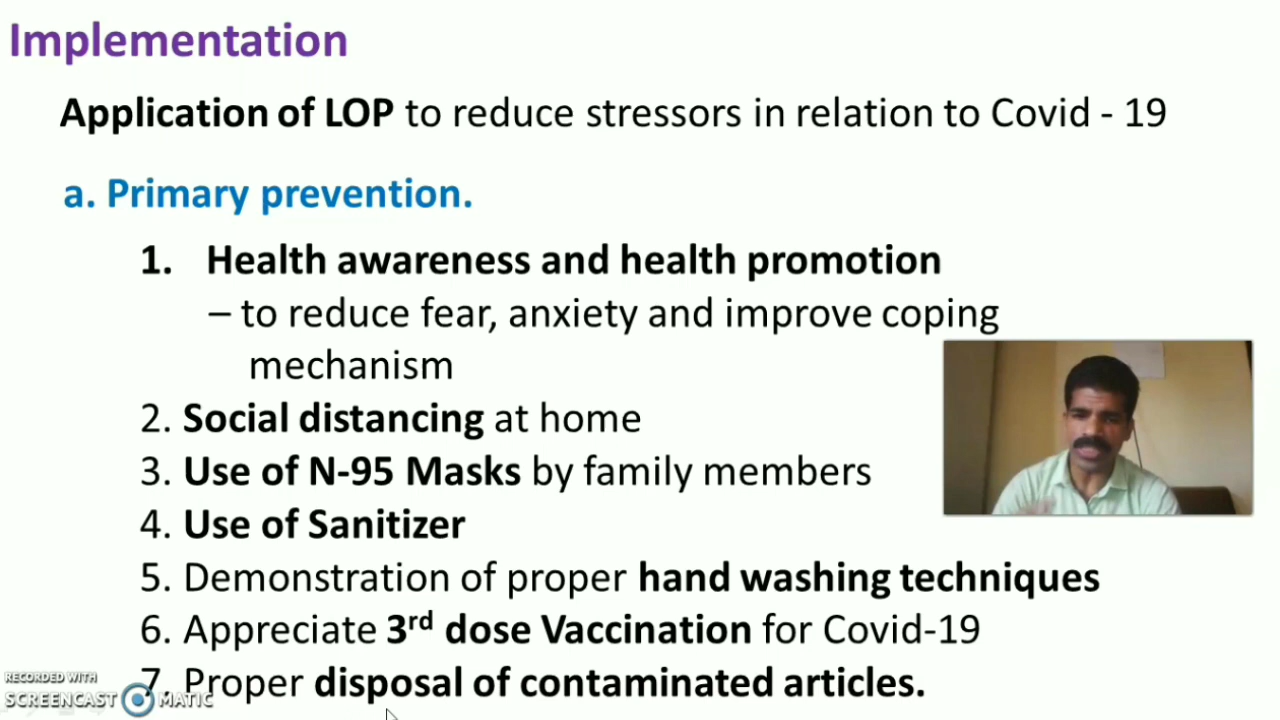 Implementation
Application of LOP to reduce stressors in relation to Covid - 19
a. Primary prevention.
1. Health awareness and health promotion
– to reduce fear, anxiety and improve coping
mechanism
2. Social distancing at home
3. Use of N-95 Masks by family members
4. Use of Sanitizer
5. Demonstration of proper hand washing techniques
6. Appreciate 3rd dose Vaccination for Covid-19
7. Proper disposal of contaminated articles.
RECORDED WITH
SCREENCAST MATIC